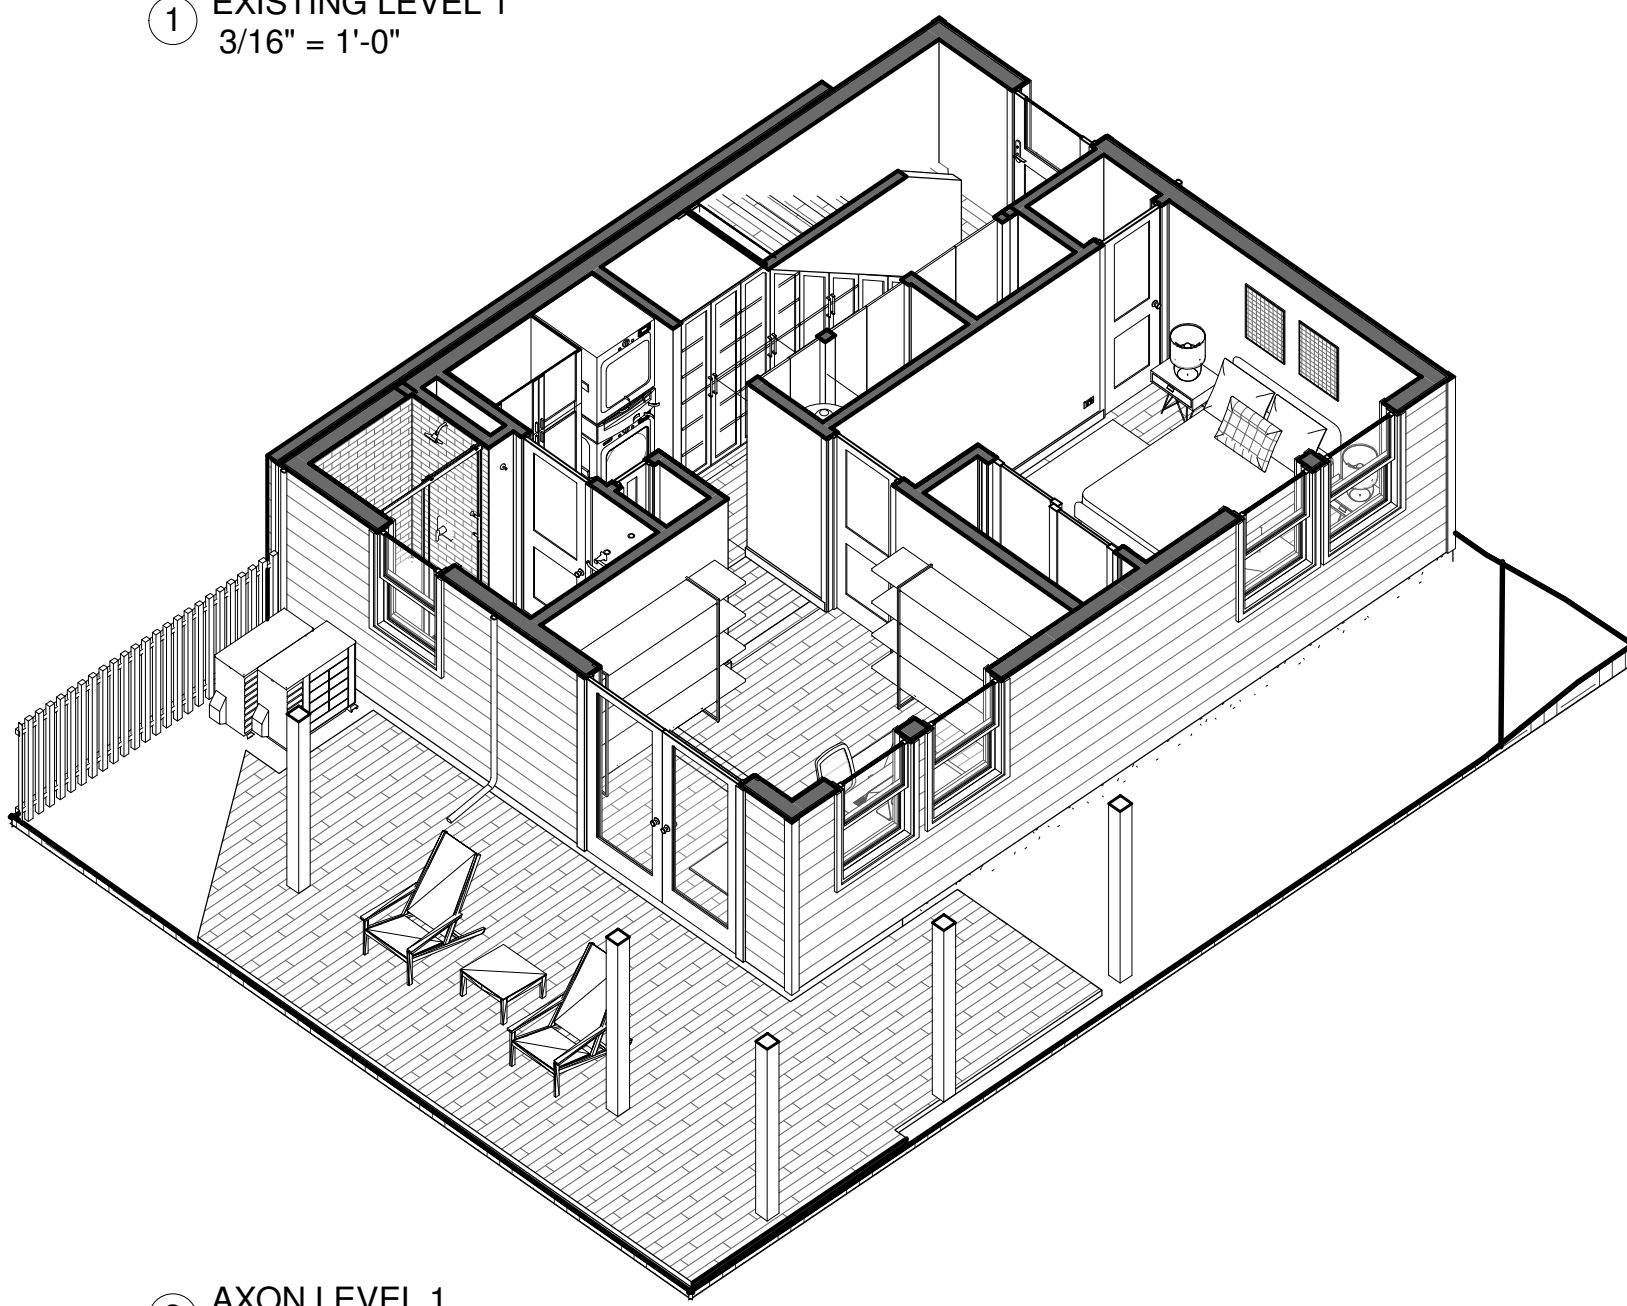 1 EXISTING LEVEL 1
3/16" = 1'-0"
AXON LEVEL 1